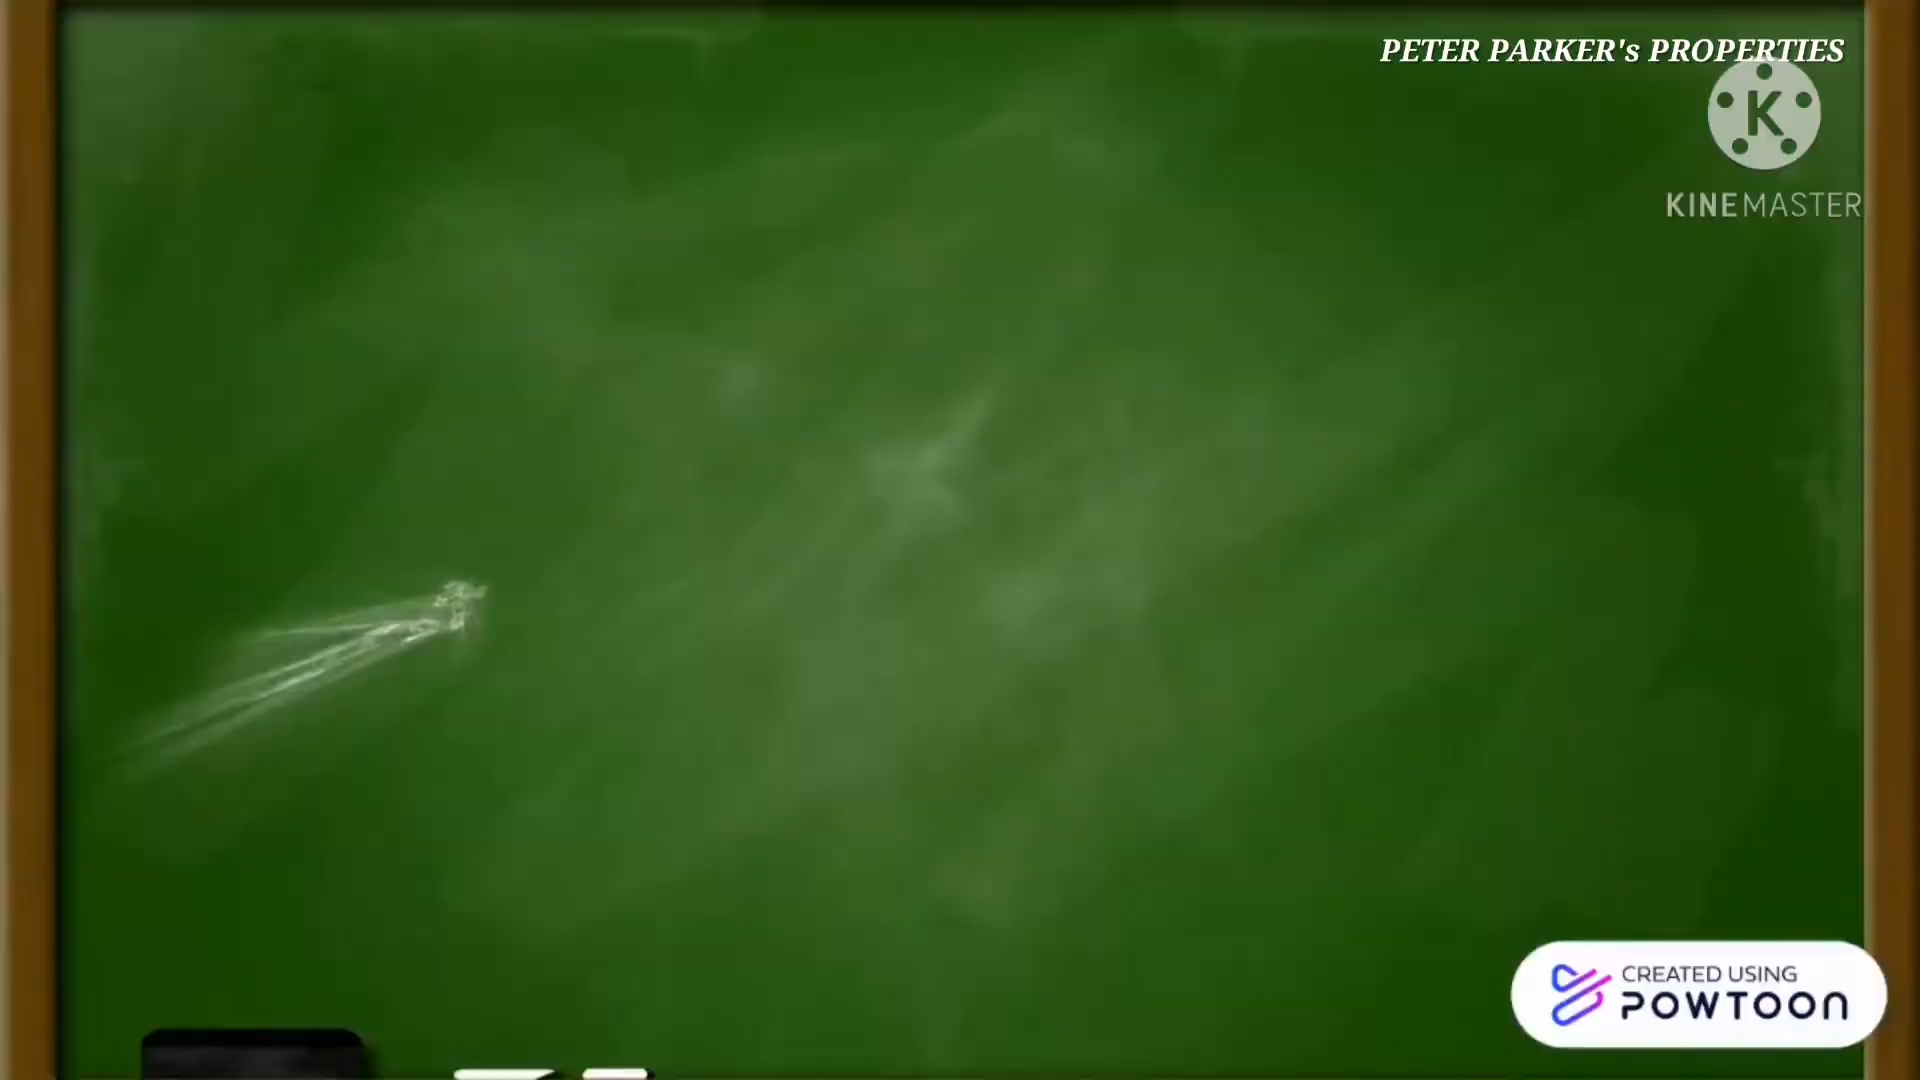 PETER PARKER's PROPERTIES
K
KINEMASTER
CREATED USING
POWTOON